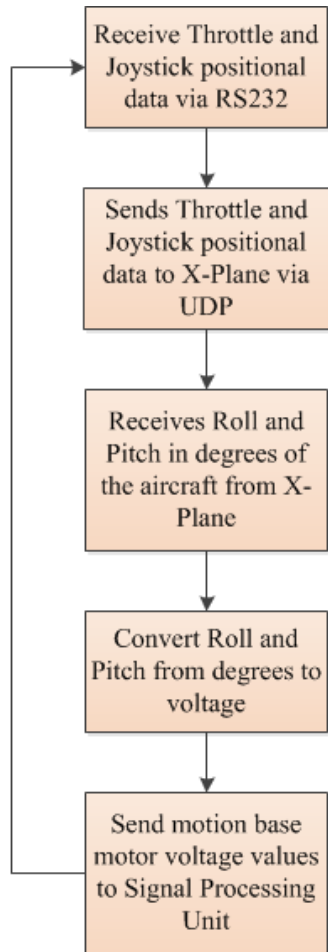 Receive Throttle and
Joystick positional
data via RS232
Sends Throttle and
Joystick positional
data to X-Plane via
UDP
Receives Roll and
Pitch in degrees of
the aircraft from X-
Plane
Convert Roll and
Pitch from degrees to
voltage
Send motion base
motor voltage values
to Signal Processing
Unit